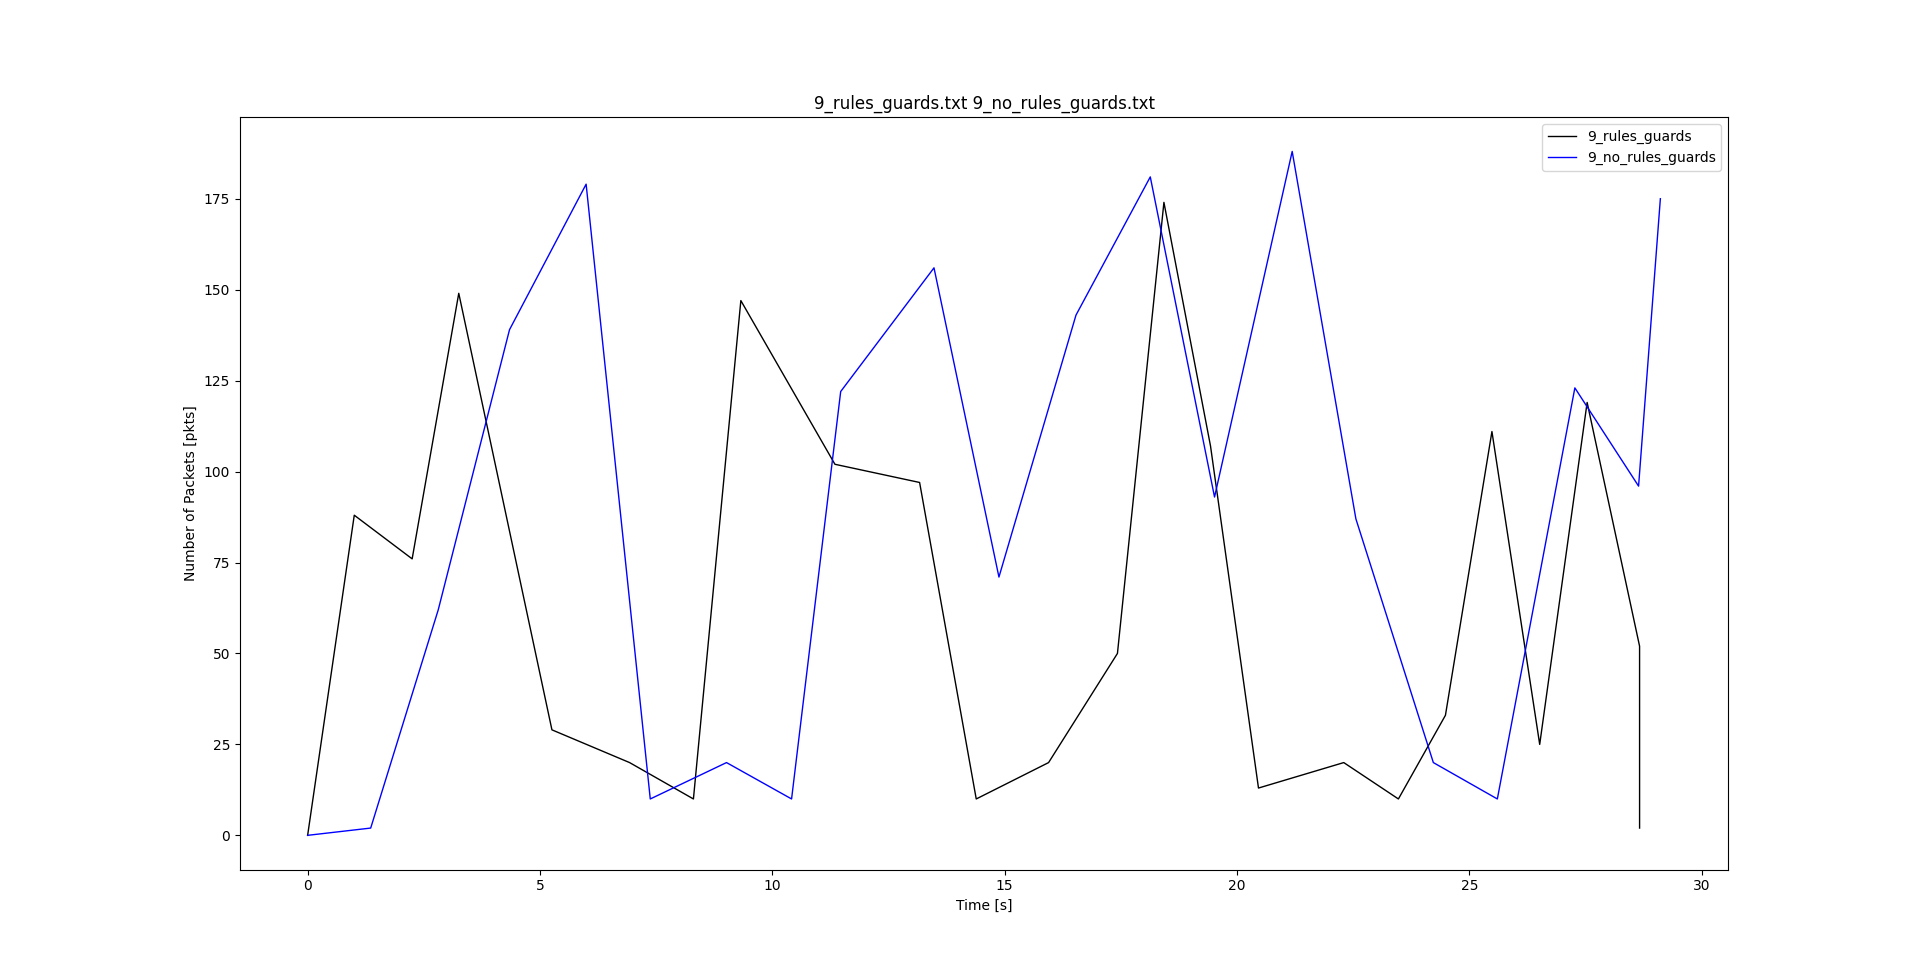 9_rules_guards.txt 9_no_rules_guards.txt
9_rules_guards
9_no_rules_guards
175
150
125
100
75
50
25
0
Number of Packets [pkts]
0 5 10 15 20 25 30
Time [s]